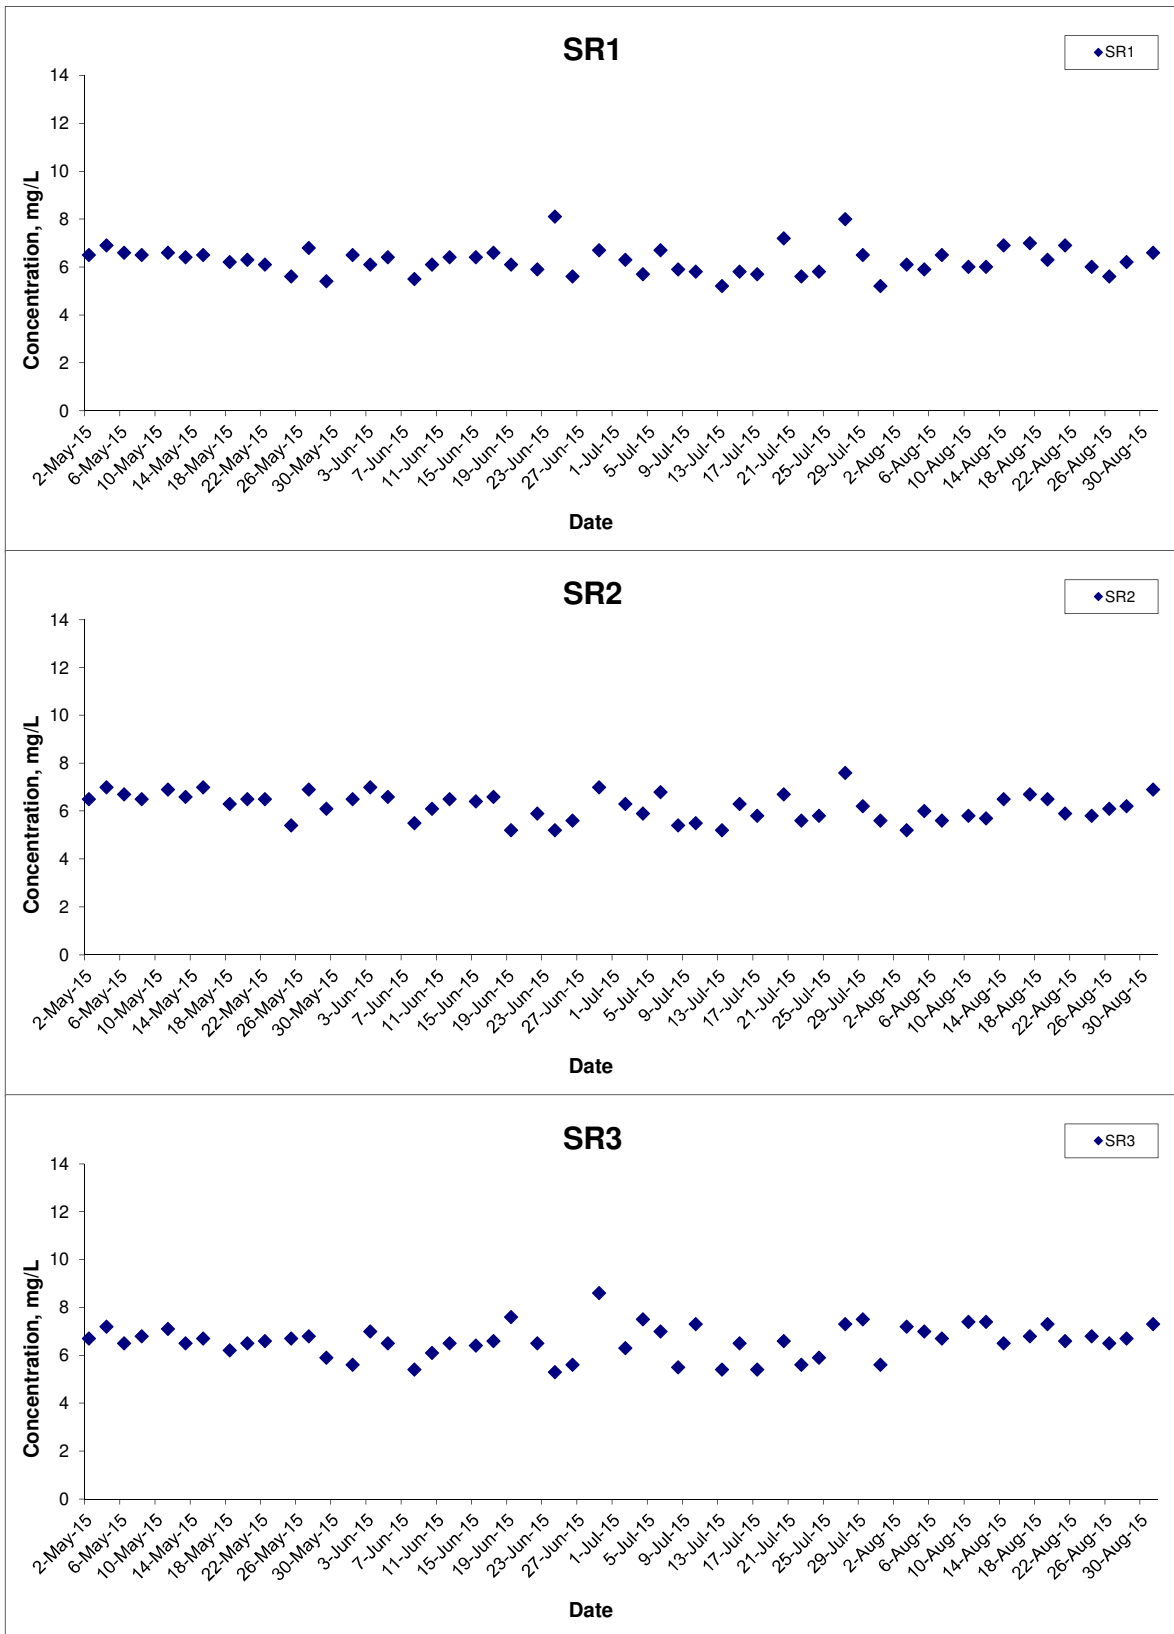 SR1
SR1
14
12
10
8
6
4
2
0
Concentration, mg/L
2-May-15
6-May-15
10-May-15
14-May-15
18-May-15
22-May-15
26-May-15
30-May-15
3-Jun-15
7-Jun-15
11-Jun-15
15-Jun-15
19-Jun-15
23-Jun-15
27-Jun-15
1-Jul-15
5-Jul-15
9-Jul-15
13-Jul-15
17-Jul-15
21-Jul-15
25-Jul-15
29-Jul-15
2-Aug-15
6-Aug-15
10-Aug-15
14-Aug-15
18-Aug-15
22-Aug-15
26-Aug-15
30-Aug-15
Date
SR2
SR2
14
12
10
8
6
4
2
0
Concentration, mg/L
2-May-15
6-May-15
10-May-15
14-May-15
18-May-15
22-May-15
26-May-15
30-May-15
3-Jun-15
7-Jun-15
11-Jun-15
15-Jun-15
19-Jun-15
23-Jun-15
27-Jun-15
1-Jul-15
5-Jul-15
9-Jul-15
13-Jul-15
17-Jul-15
21-Jul-15
25-Jul-15
29-Jul-15
2-Aug-15
6-Aug-15
10-Aug-15
14-Aug-15
18-Aug-15
22-Aug-15
26-Aug-15
30-Aug-15
Date
SR3
SR3
14
12
10
8
6
4
2
0
Concentration, mg/L
2-May-15
6-May-15
10-May-15
14-May-15
18-May-15
22-May-15
26-May-15
30-May-15
3-Jun-15
7-Jun-15
11-Jun-15
15-Jun-15
19-Jun-15
23-Jun-15
27-Jun-15
1-Jul-15
5-Jul-15
9-Jul-15
13-Jul-15
17-Jul-15
21-Jul-15
25-Jul-15
29-Jul-15
2-Aug-15
6-Aug-15
10-Aug-15
14-Aug-15
18-Aug-15
22-Aug-15
26-Aug-15
30-Aug-15
Date